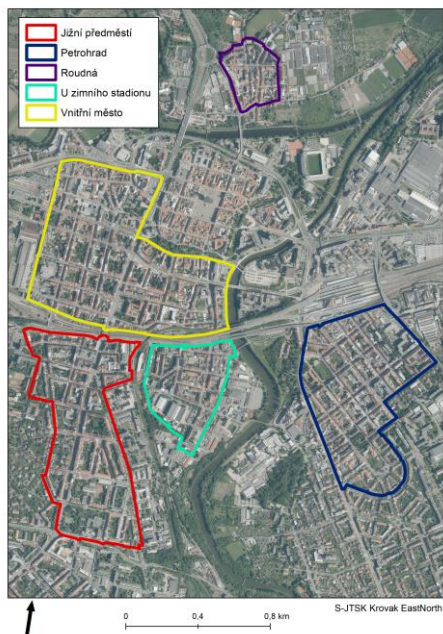 Jižní předměstí
Petrohrad
Roudná
U zimního stadionu
Vnitřní město
S-JTSK Krovak EastNorth
0 0,4 0,8 km